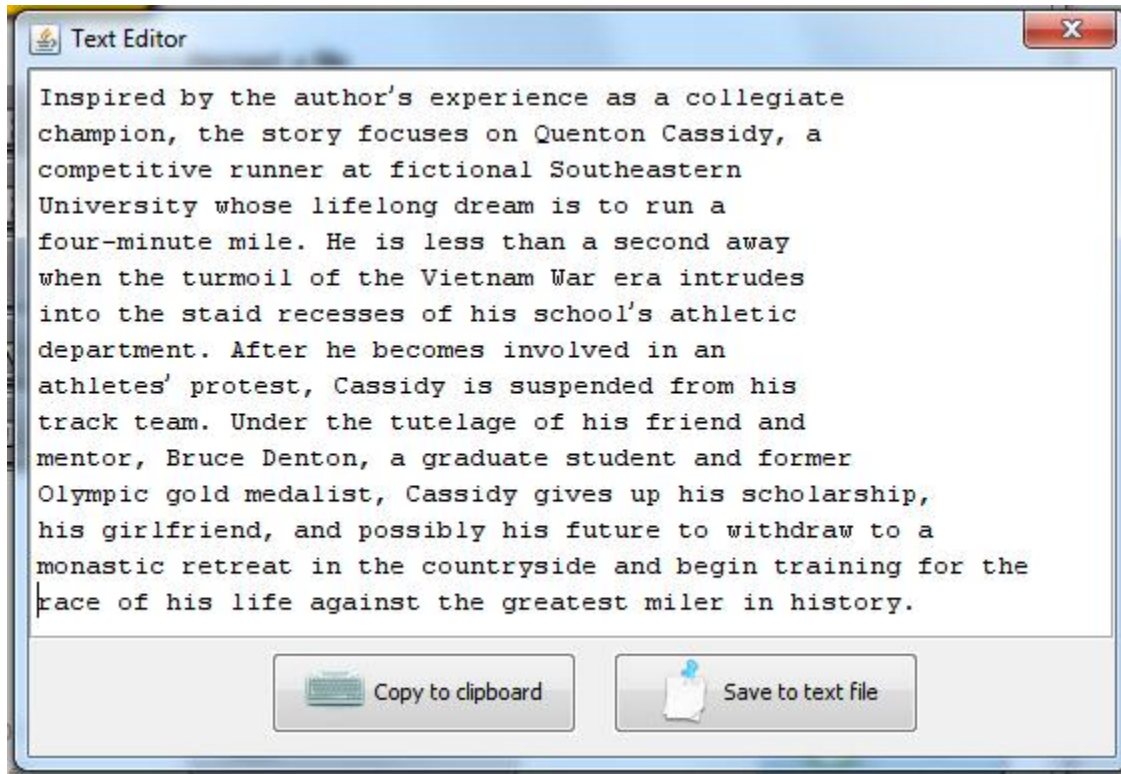 Text Editor
Inspired by the author's experience as a collegiate
champion, the story focuses on Quenton Cassidy, a
competitive runner at fictional Southeastern
University whose lifelong dream is to run a
four-minute mile. He is less than a second away
when the turmoil of the Vietnam War era intrudes
into the staid recesses of his school's athletic
department. After he becomes involved in an
athletes' protest, Cassidy is suspended from his
track team. Under the tutelage of his friend and
mentor, Bruce Denton, a graduate student and former
Olympic gold medalist, Cassidy gives up his scholarship,
his girlfriend, and possibly his future to withdraw to a
monastic retreat in the countryside and begin training for the
race of his life against the greatest miler in history.
Copy to clipboard
Save to text file